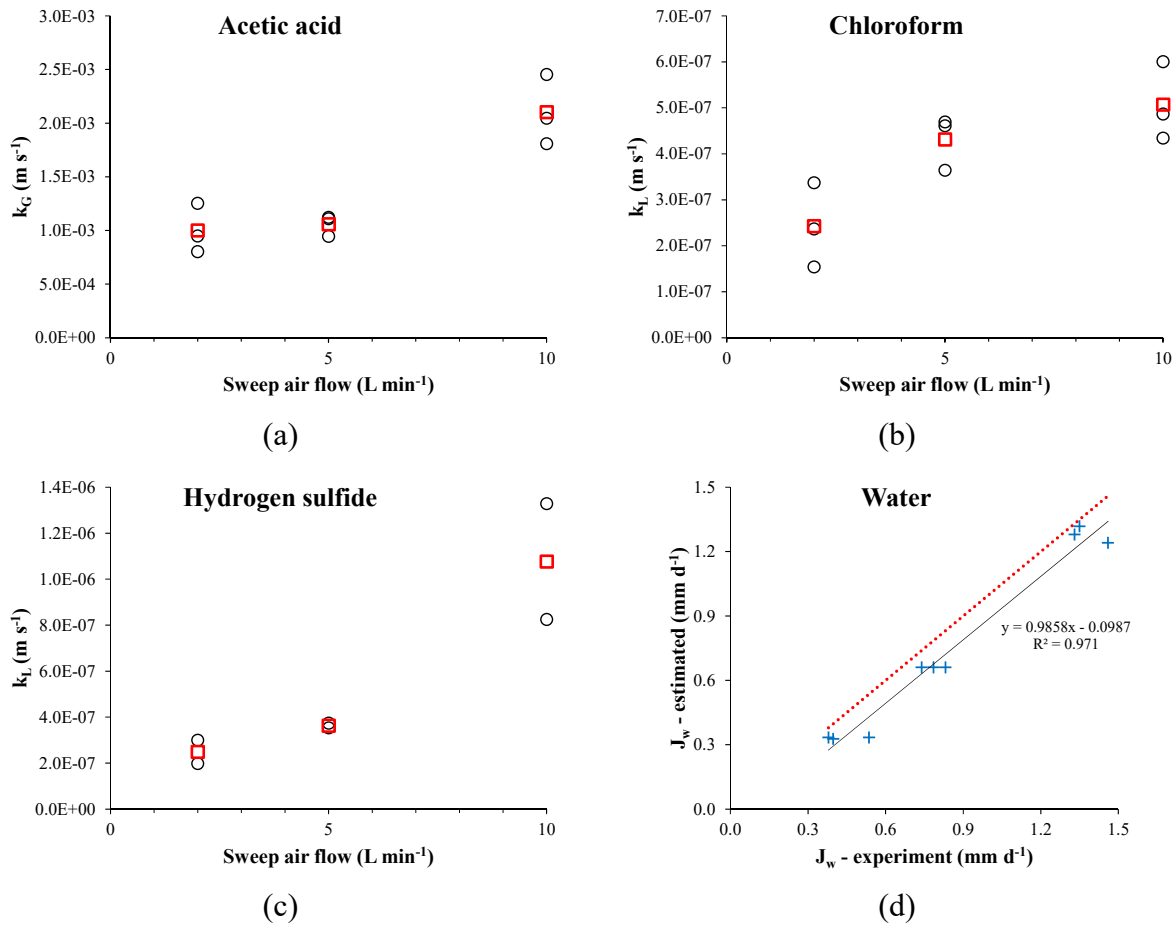 Acetic acid
3.0E-03
2.5E-03
2.0E-03
1.5E-03
1.0E-03
5.0E-04
0.0E+00
k_G (m s⁻¹)
0 5 10
Sweep air flow (L min⁻¹)
(a)
Chloroform
7.0E-07
6.0E-07
5.0E-07
4.0E-07
3.0E-07
2.0E-07
1.0E-07
0.0E+00
k_L (m s⁻¹)
0 5 10
Sweep air flow (L min⁻¹)
(b)
Hydrogen sulfide
1.4E-06
1.2E-06
1.0E-06
8.0E-07
6.0E-07
4.0E-07
2.0E-07
0.0E+00
k_L (m s⁻¹)
0 5 10
Sweep air flow (L min⁻¹)
(c)
Water
1.5
1.2
0.9
0.6
0.3
0.0
J_w - estimated (mm d⁻¹)
y = 0.9858x - 0.0987
R² = 0.971
0.0 0.3 0.6 0.9 1.2 1.5
J_w - experiment (mm d⁻¹)
(d)